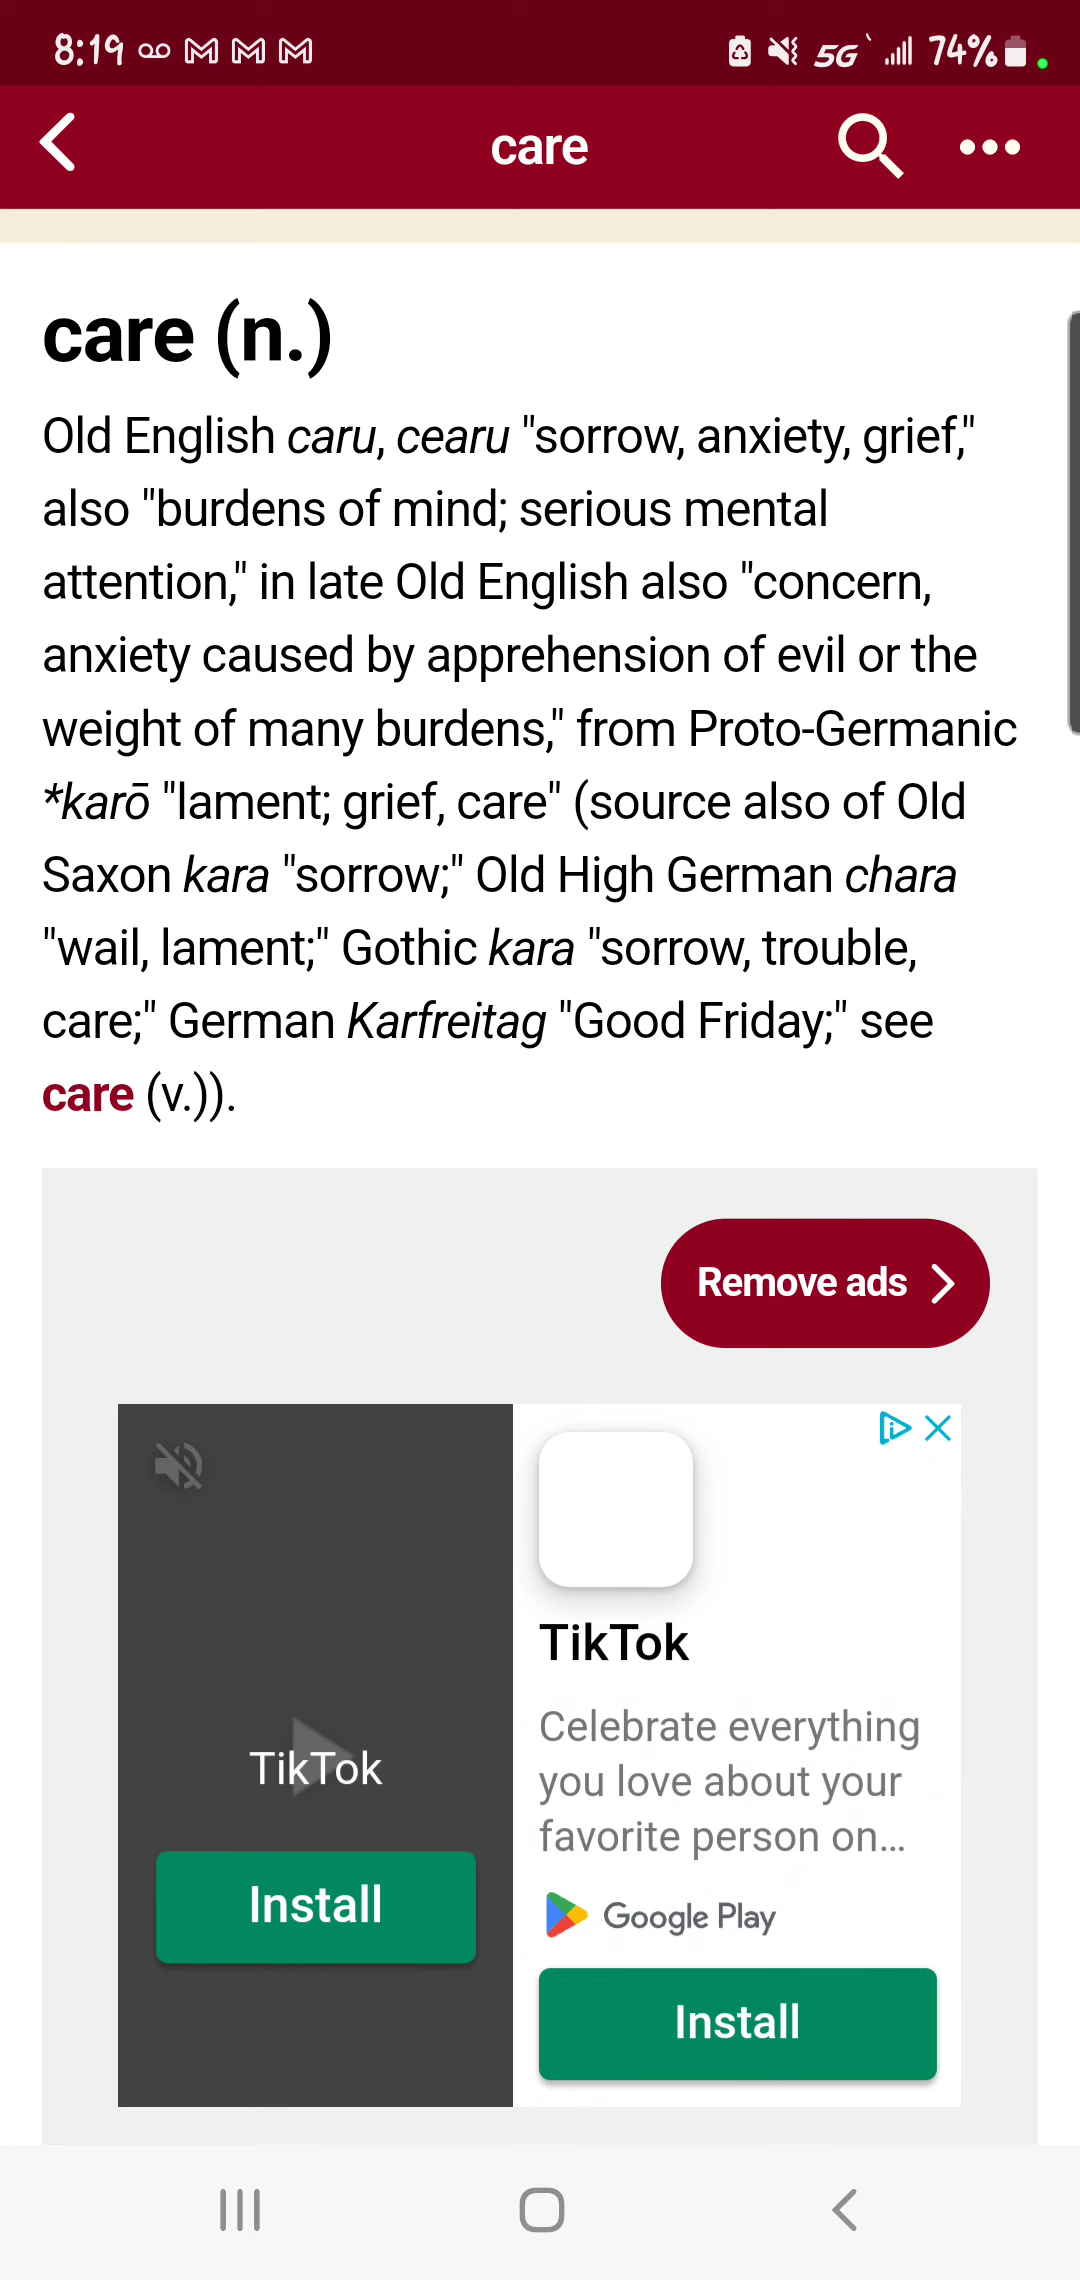 8:19
5G 74%
care
care (n.)
Old English caru, cearu "sorrow, anxiety, grief,"
also "burdens of mind; serious mental
attention," in late Old English also "concern,
anxiety caused by apprehension of evil or the
weight of many burdens," from Proto-Germanic
*karō "lament; grief, care" (source also of Old
Saxon kara "sorrow;" Old High German chara
"wail, lament;" Gothic kara "sorrow, trouble,
care;" German Karfreitag "Good Friday;" see
care (v.)).
Remove ads
TikTok
Install
TikTok
Celebrate everything
you love about your
favorite person on...
Google Play
Install